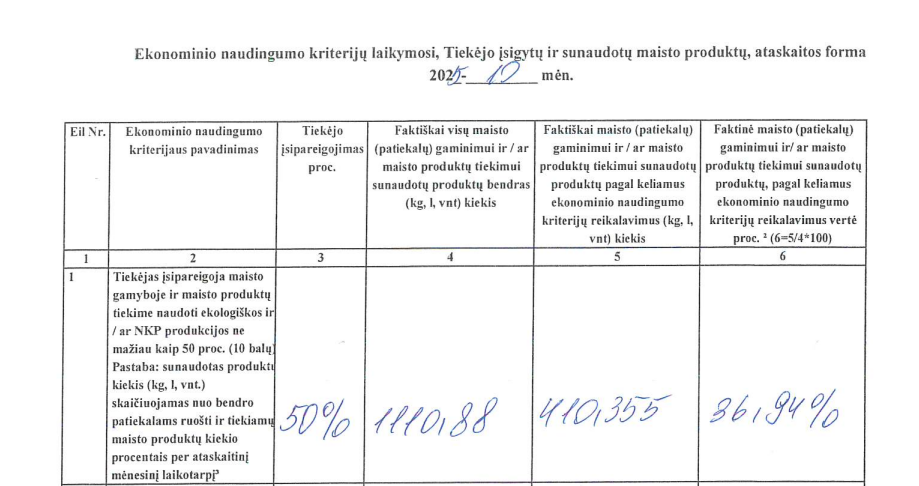 Ekonominio naudingumo kriterijų laikymosi, Tiekėjo įsigytų ir sunaudotų maisto produktų, ataskaitos forma
2025-10 mėn.
Eil Nr.
Ekonominio naudingumo
kriterijaus pavadinimas
Tiekėjo
įsipareigojimas
proc.
Faktiškai visų maisto
(patiekalų) gaminimui ir / ar
maisto produktų tiekimui
sunaudotų produktų bendras
(kg, l, vnt) kiekis
Faktiškai maisto (patiekalų)
gaminimui ir / ar maisto
produktų tiekimui sunaudotų
produktų pagal keliamus
ekonominio naudingumo
kriterijų reikalavimus (kg, l,
vnt) kiekis
Faktinė maisto (patiekalų)
gaminimui ir/ ar maisto
produktų tiekimui sunaudotų
produktų, pagal keliamus
ekonominio naudingumo
kriterijų reikalavimus vertė
proc. ² (6=5/4*100)
1 2 3 4 5 6
1
Tiekėjas įsipareigoja maisto
gamyboje ir maisto produktų
tiekime naudoti ekologiškos ir
/ ar NKP produkcijos ne
mažiau kaip 50 proc. (10 balų)
Pastaba: sunaudotas produktų
kiekis (kg, l, vnt.)
skaičiuojamas nuo bendro
patiekalams ruošti ir tiekiamų
maisto produktų kiekio
procentais per ataskaitinį
mėnesinį laikotarpį³
50% 1110,88 410,355 36,94%